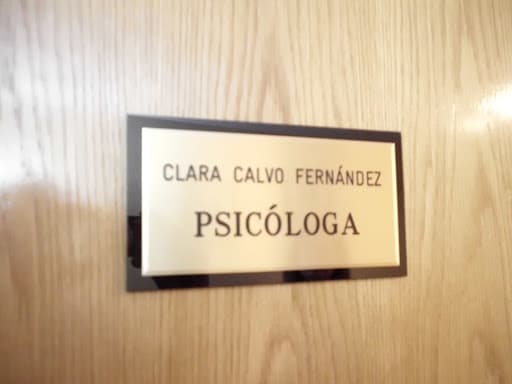 CLARA CALVO FERNÁNDEZ
PSICÓLOGA